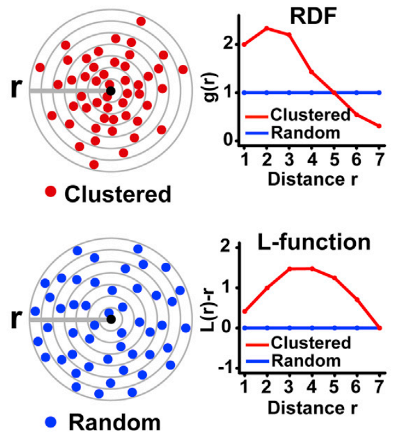 r
Clustered
RDF
g(r)
2
1
0
Clustered
Random
1 2 3 4 5 6 7
Distance r
r
Random
L-function
L(r)-r
2
1
0
-1
Clustered
Random
1 2 3 4 5 6 7
Distance r